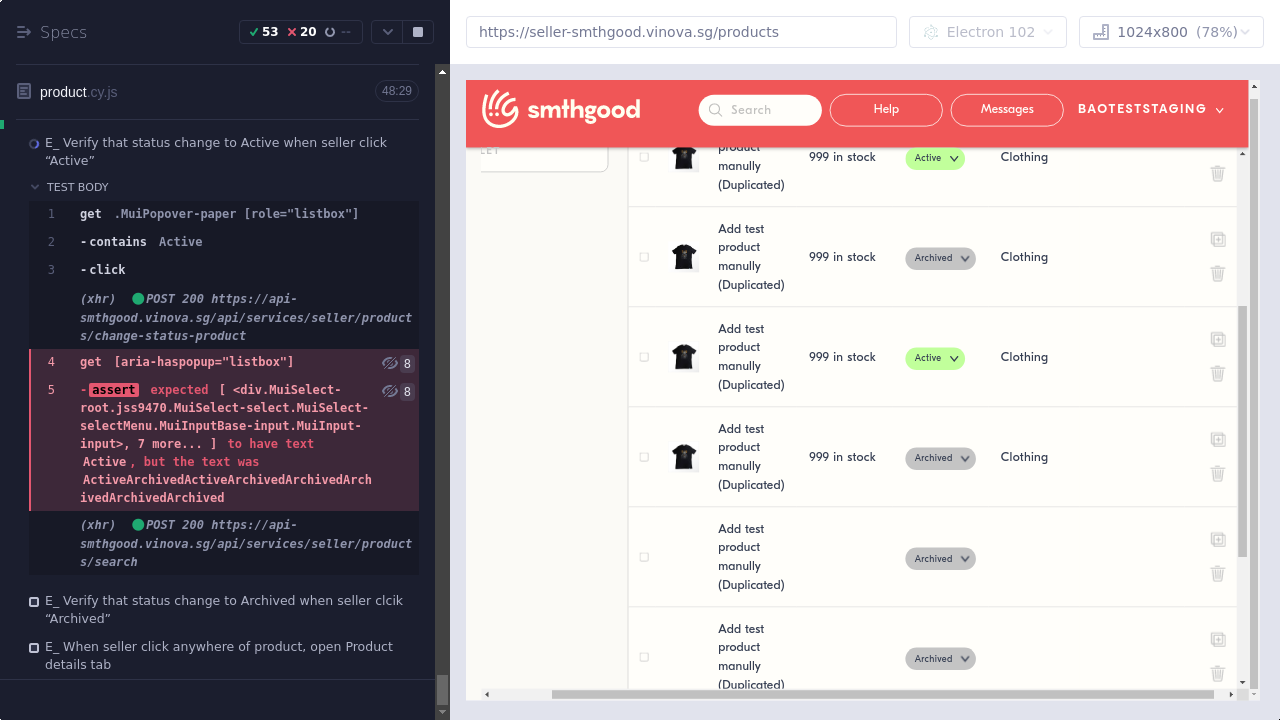 Specs
53
20
--
product.cy.js
48:29
E_ Verify that status change to Active when seller click
“Active”
TEST BODY
1 get .MuiPopover-paper [role="listbox"]
2 -contains Active
3 -click
(xhr) POST 200 https://api-
smthgood.vinova.sg/api/services/seller/product
s/change-status-product
4 get [aria-haspopup="listbox"] 8
5 -assert expected [ <div.MuiSelect- 8
root.jss9470.MuiSelect-select.MuiSelect-
selectMenu.MuiInputBase-input.MuiInput-
input>, 7 more... ] to have text
Active, but the text was
ActiveArchivedActiveArchivedArchivedArch
ivedArchivedArchived
(xhr) POST 200 https://api-
smthgood.vinova.sg/api/services/seller/product
s/search
E_ Verify that status change to Archived when seller clcik
“Archived”
E_ When seller click anywhere of product, open Product
details tab
https://seller-smthgood.vinova.sg/products
Electron 102
1024x800 (78%)
smthgood
Search
Help
Messages
BAOTESTSTAGING
product
manully
(Duplicated)
999 in stock
Active
Clothing
Add test
product
manully
(Duplicated)
999 in stock
Archived
Clothing
Add test
product
manully
(Duplicated)
999 in stock
Active
Clothing
Add test
product
manully
(Duplicated)
999 in stock
Archived
Clothing
Add test
product
manully
(Duplicated)
Archived
Add test
product
manully
(Duplicated)
Archived